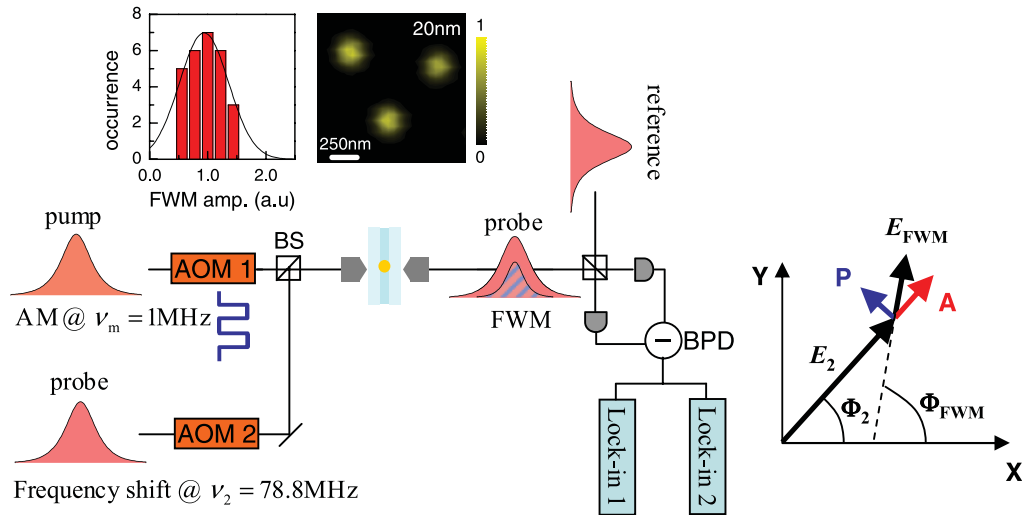 8
6
4
2
0
occurrence
0.0 1.0 2.0
FWM amp. (a.u)
20nm
250nm
1
0
reference
pump
AOM 1
BS
AM @ νm = 1MHz
probe
AOM 2
Frequency shift @ ν2 = 78.8MHz
probe
FWM
−
BPD
Lock-in 1
Lock-in 2
Y
EFWM
P
A
E2
Φ2
ΦFWM
X